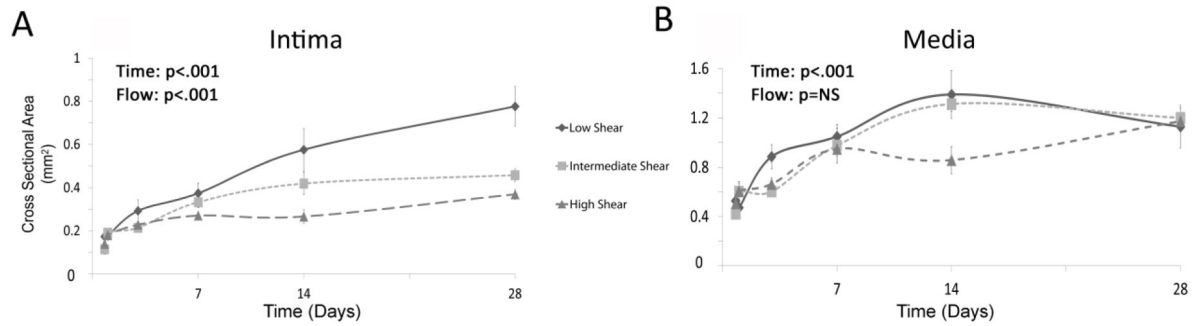 A
Intima
Time: p<.001
Flow: p<.001
Cross Sectional Area
(mm²)
1
0.8
0.6
0.4
0.2
0
7
14
28
Time (Days)
Low Shear
Intermediate Shear
High Shear
B
Media
Time: p<.001
Flow: p=NS
1.6
1.2
0.8
0.4
0
7
14
28
Time (Days)